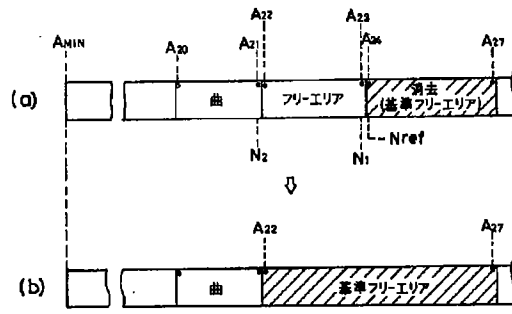 A22 A23
AMIN A20 A21 A24 A27
(a) 曲 フリーエリア 消去
(基準フリーエリア)
Nref
N2 N1
⇩
A22 A27
(b) 曲 基準フリーエリア